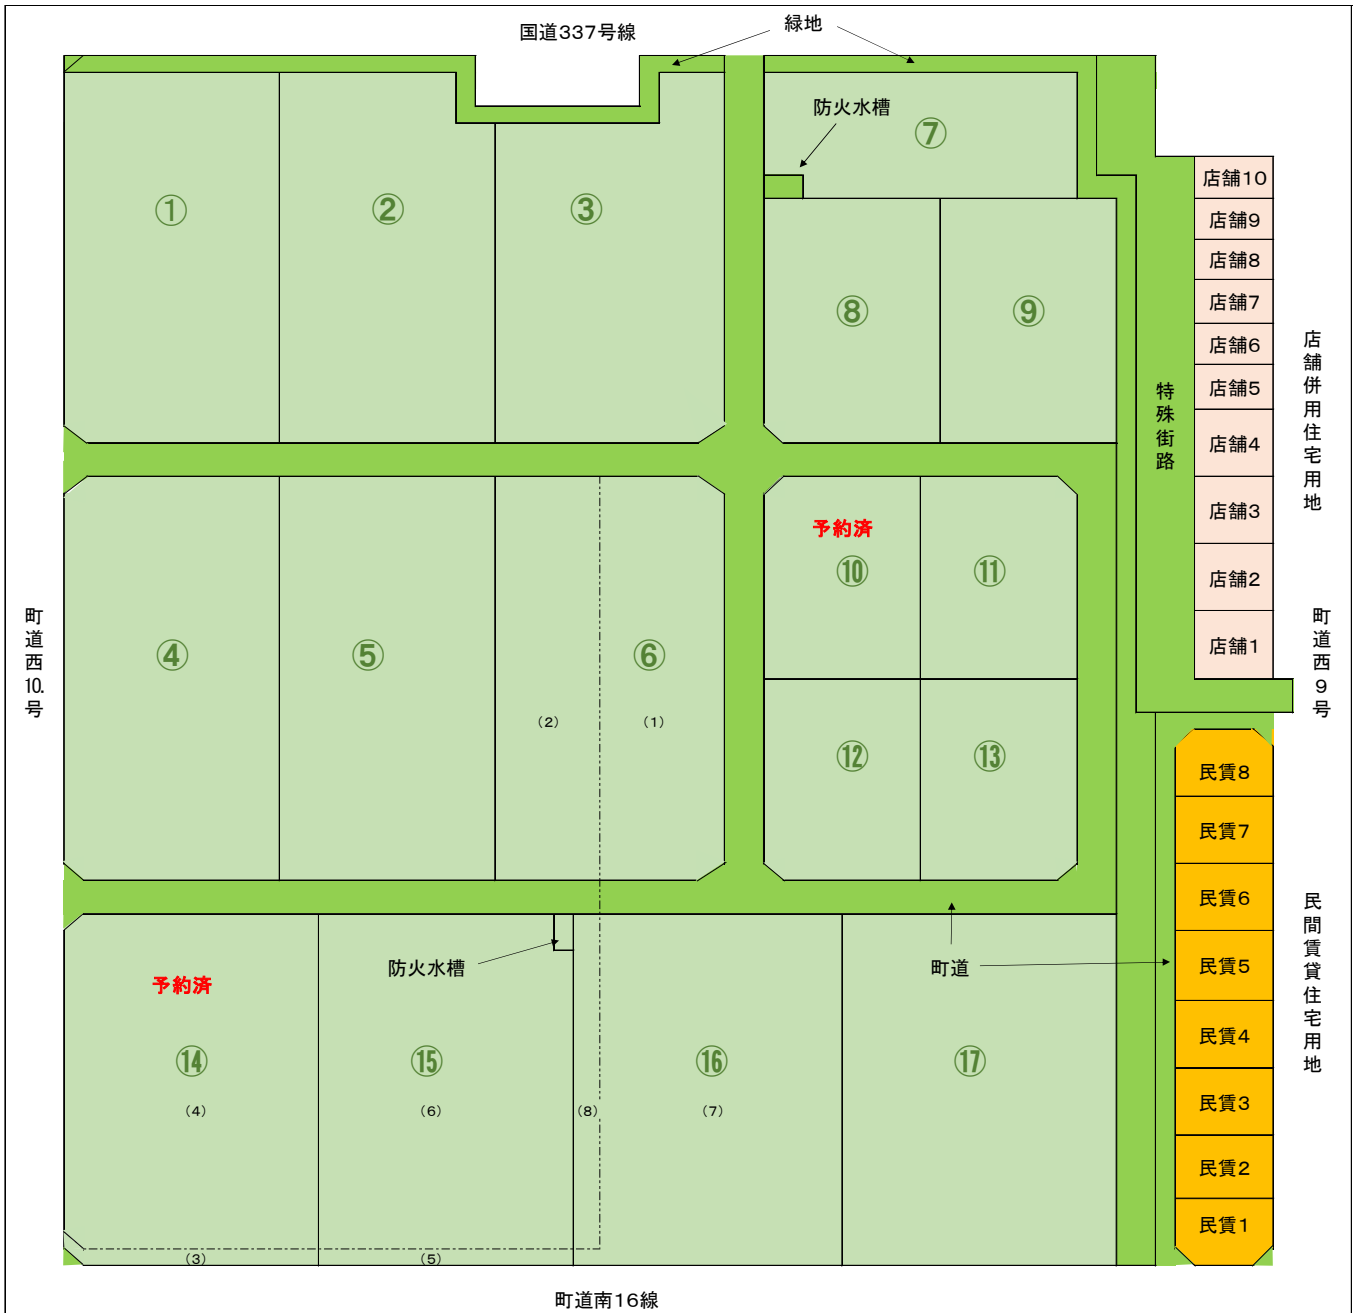 国道337号線
緑地
防火水槽
⑦
①
②
③
⑧
⑨
店舗10
店舗9
店舗8
店舗7
店舗6
店舗5
店舗4
店舗3
店舗2
店舗1
特殊街路
店舗併用住宅用地
予約済
⑩
⑪
④
⑤
⑥
(2)
(1)
⑫
⑬
町道西10.号
町道西9号
民賃8
民賃7
民賃6
民賃5
民賃4
民賃3
民賃2
民賃1
民間賃貸住宅用地
防火水槽
町道
予約済
⑭
⑮
⑯
⑰
(4)
(6)
(8)
(7)
(3)
(5)
町道南16線